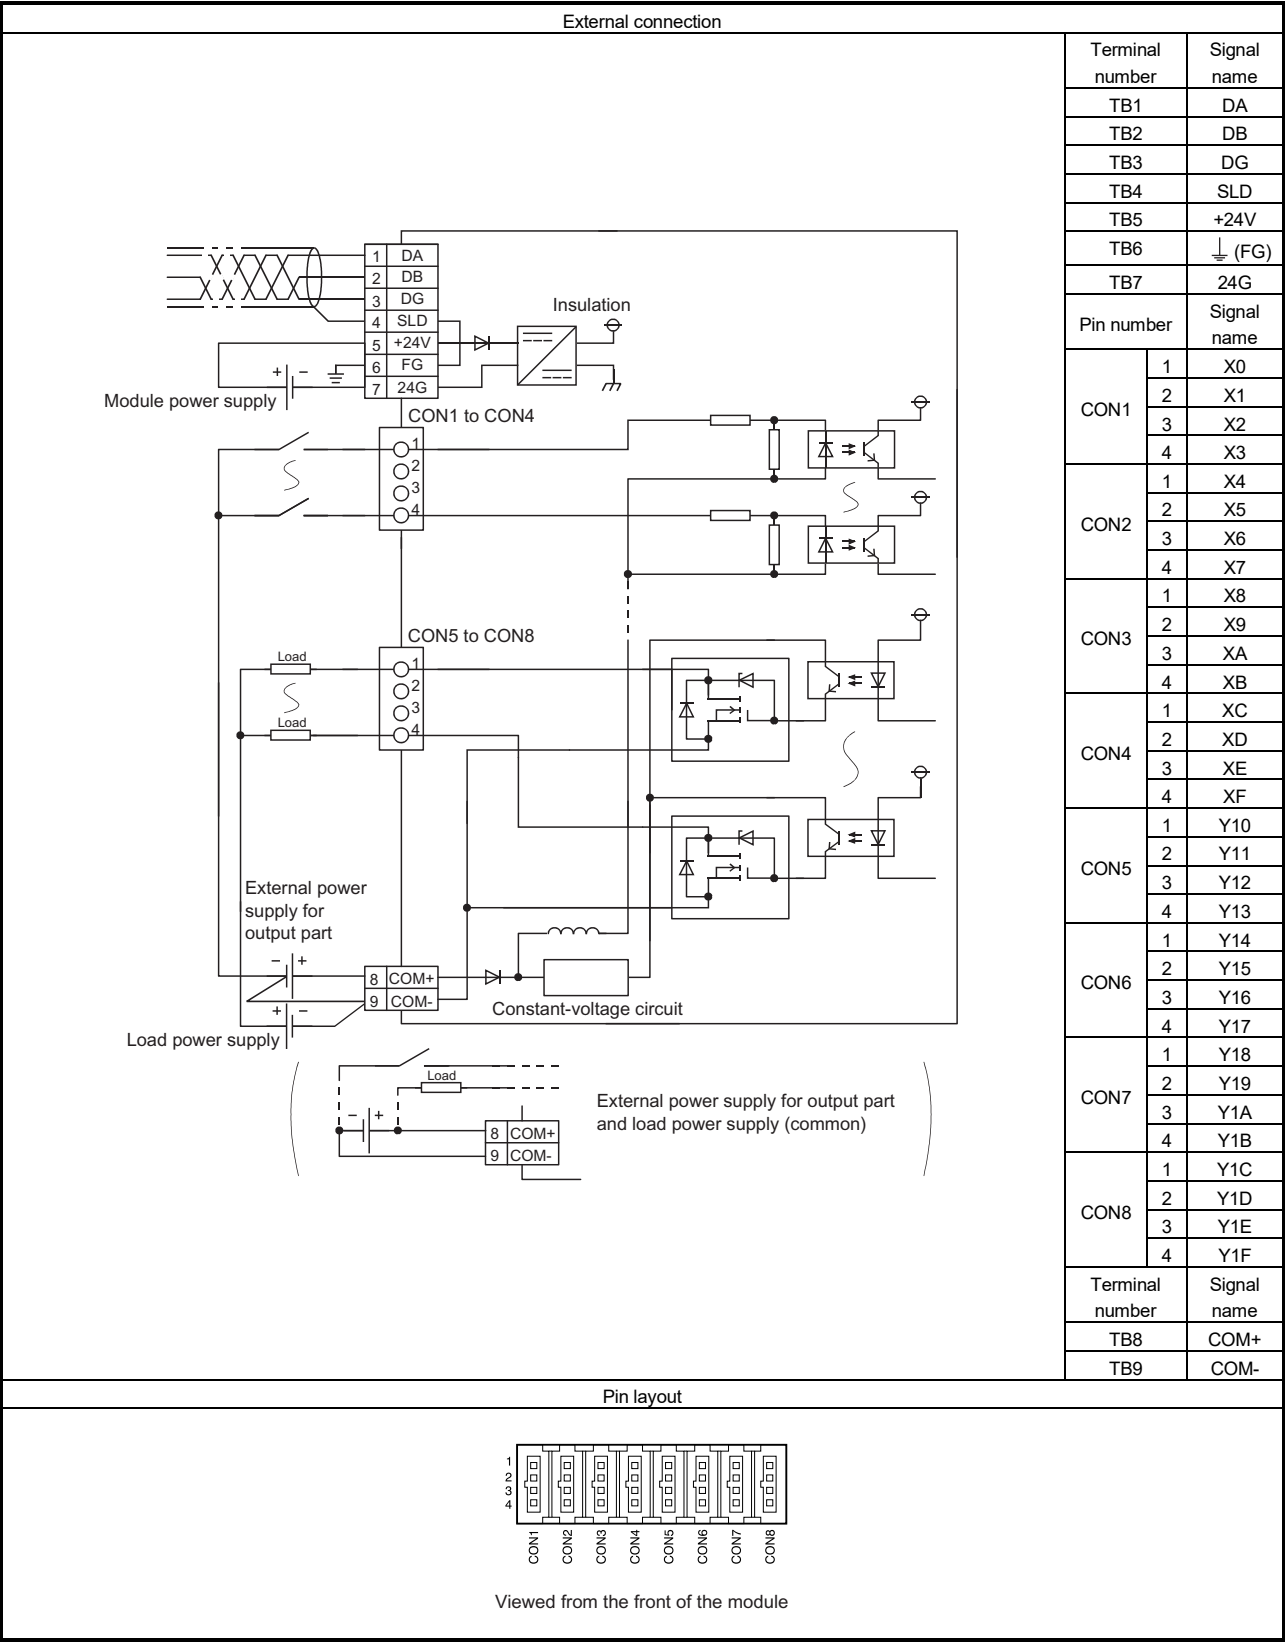 External connection
1 DA
2 DB
3 DG
4 SLD
5 +24V
6 FG
7 24G
Insulation
+ −
Module power supply
CON1 to CON4
1
2
3
4
CON5 to CON8
1
2
3
4
Load
Load
External power
supply for
output part
− +
8 COM+
9 COM-
+ −
Load power supply
Constant-voltage circuit
Load
− +
8 COM+
9 COM-
External power supply for output part
and load power supply (common)
Terminal number Signal name
TB1 DA
TB2 DB
TB3 DG
TB4 SLD
TB5 +24V
TB6 (FG)
TB7 24G
Pin number Signal name
CON1 1 X0
2 X1
3 X2
4 X3
CON2 1 X4
2 X5
3 X6
4 X7
CON3 1 X8
2 X9
3 XA
4 XB
CON4 1 XC
2 XD
3 XE
4 XF
CON5 1 Y10
2 Y11
3 Y12
4 Y13
CON6 1 Y14
2 Y15
3 Y16
4 Y17
CON7 1 Y18
2 Y19
3 Y1A
4 Y1B
CON8 1 Y1C
2 Y1D
3 Y1E
4 Y1F
Terminal number Signal name
TB8 COM+
TB9 COM-
Pin layout
1
2
3
4
CON1 CON2 CON3 CON4 CON5 CON6 CON7 CON8
Viewed from the front of the module